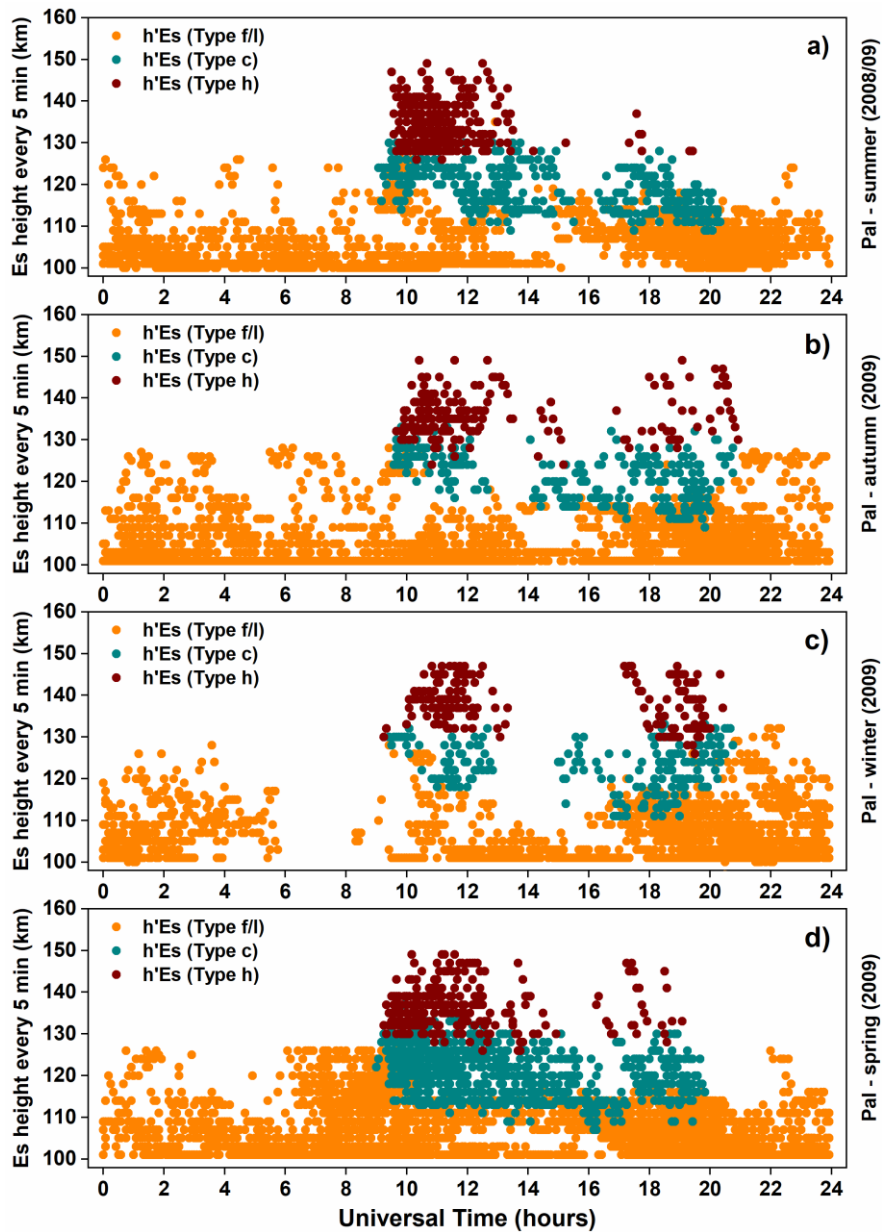 160
150
140
130
120
110
100
Es height every 5 min (km)
h'Es (Type f/l)
h'Es (Type c)
h'Es (Type h)
a)
Pal - summer (2008/09)
0 2 4 6 8 10 12 14 16 18 20 22 24
160
150
140
130
120
110
100
Es height every 5 min (km)
h'Es (Type f/l)
h'Es (Type c)
h'Es (Type h)
b)
Pal - autumn (2009)
0 2 4 6 8 10 12 14 16 18 20 22 24
160
150
140
130
120
110
100
Es height every 5 min (km)
h'Es (Type f/l)
h'Es (Type c)
h'Es (Type h)
c)
Pal - winter (2009)
0 2 4 6 8 10 12 14 16 18 20 22 24
160
150
140
130
120
110
100
Es height every 5 min (km)
h'Es (Type f/l)
h'Es (Type c)
h'Es (Type h)
d)
Pal - spring (2009)
0 2 4 6 8 10 12 14 16 18 20 22 24
Universal Time (hours)